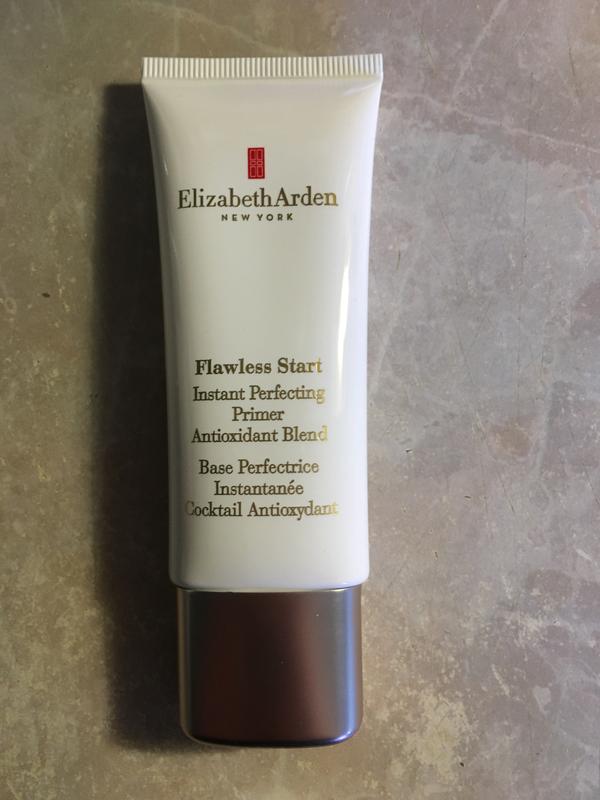 ElizabethArden
NEW YORK
Flawless Start
Instant Perfecting
Primer
Antioxidant Blend
Base Perfectrice
Instantanée
Cocktail Antioxydant